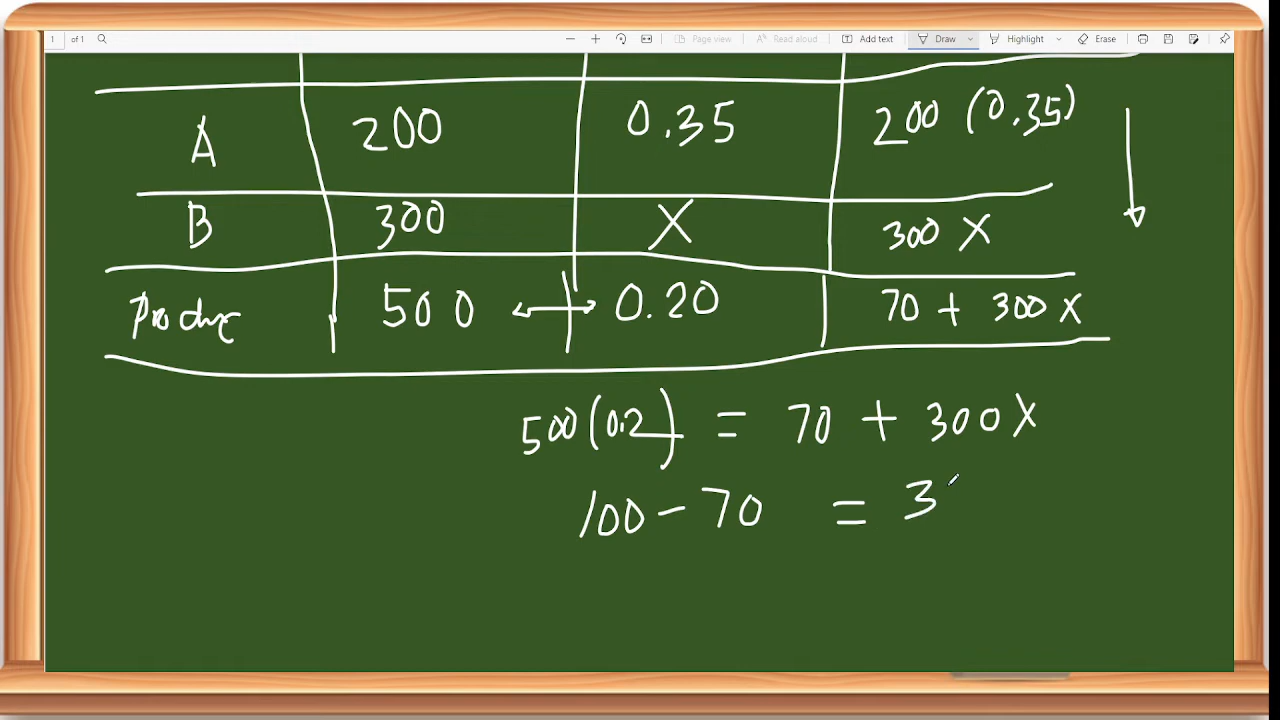 1 of 1 Page view Read aloud Add text Draw Highlight Erase
A 200 0.35 200 (0.35)
B 300 X 300 X
Produc 500 0.20 70 + 300 X
500(0.2) = 70 + 300X
100 - 70 = 3